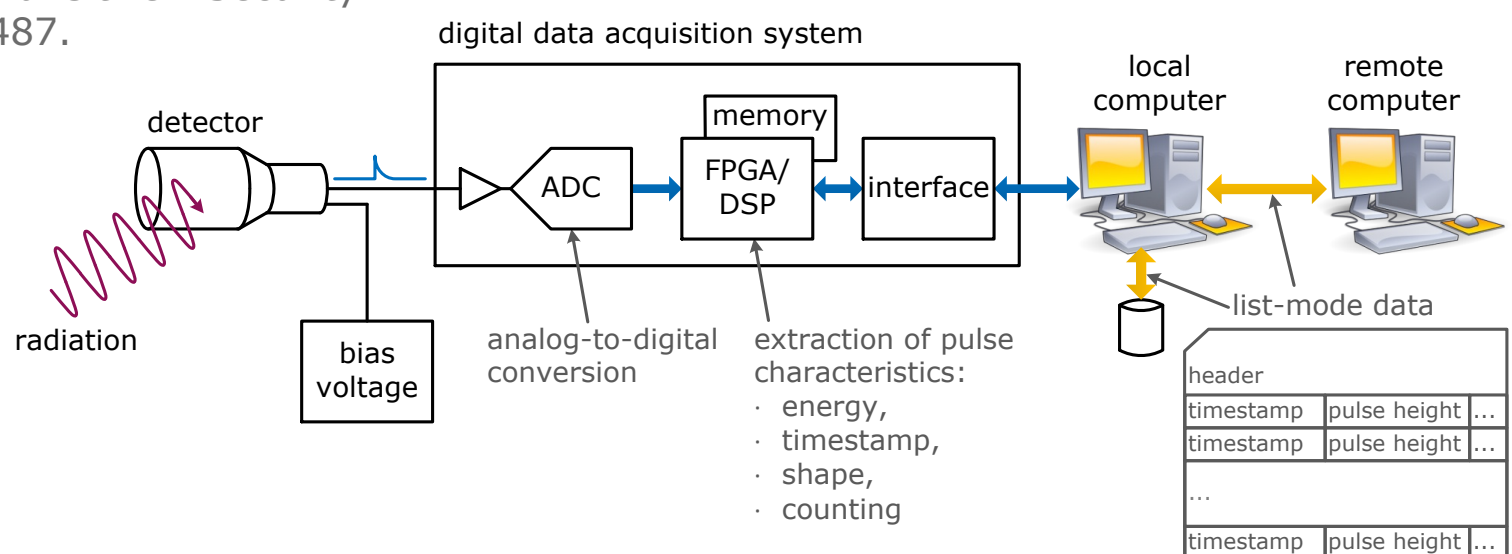 487.
digital data acquisition system
local
computer
remote
computer
detector
memory
ADC
FPGA/
DSP
interface
radiation
bias
voltage
analog-to-digital
conversion
extraction of pulse
characteristics:
· energy,
· timestamp,
· shape,
· counting
list-mode data
header
timestamp pulse height ...
timestamp pulse height ...
...
timestamp pulse height ...